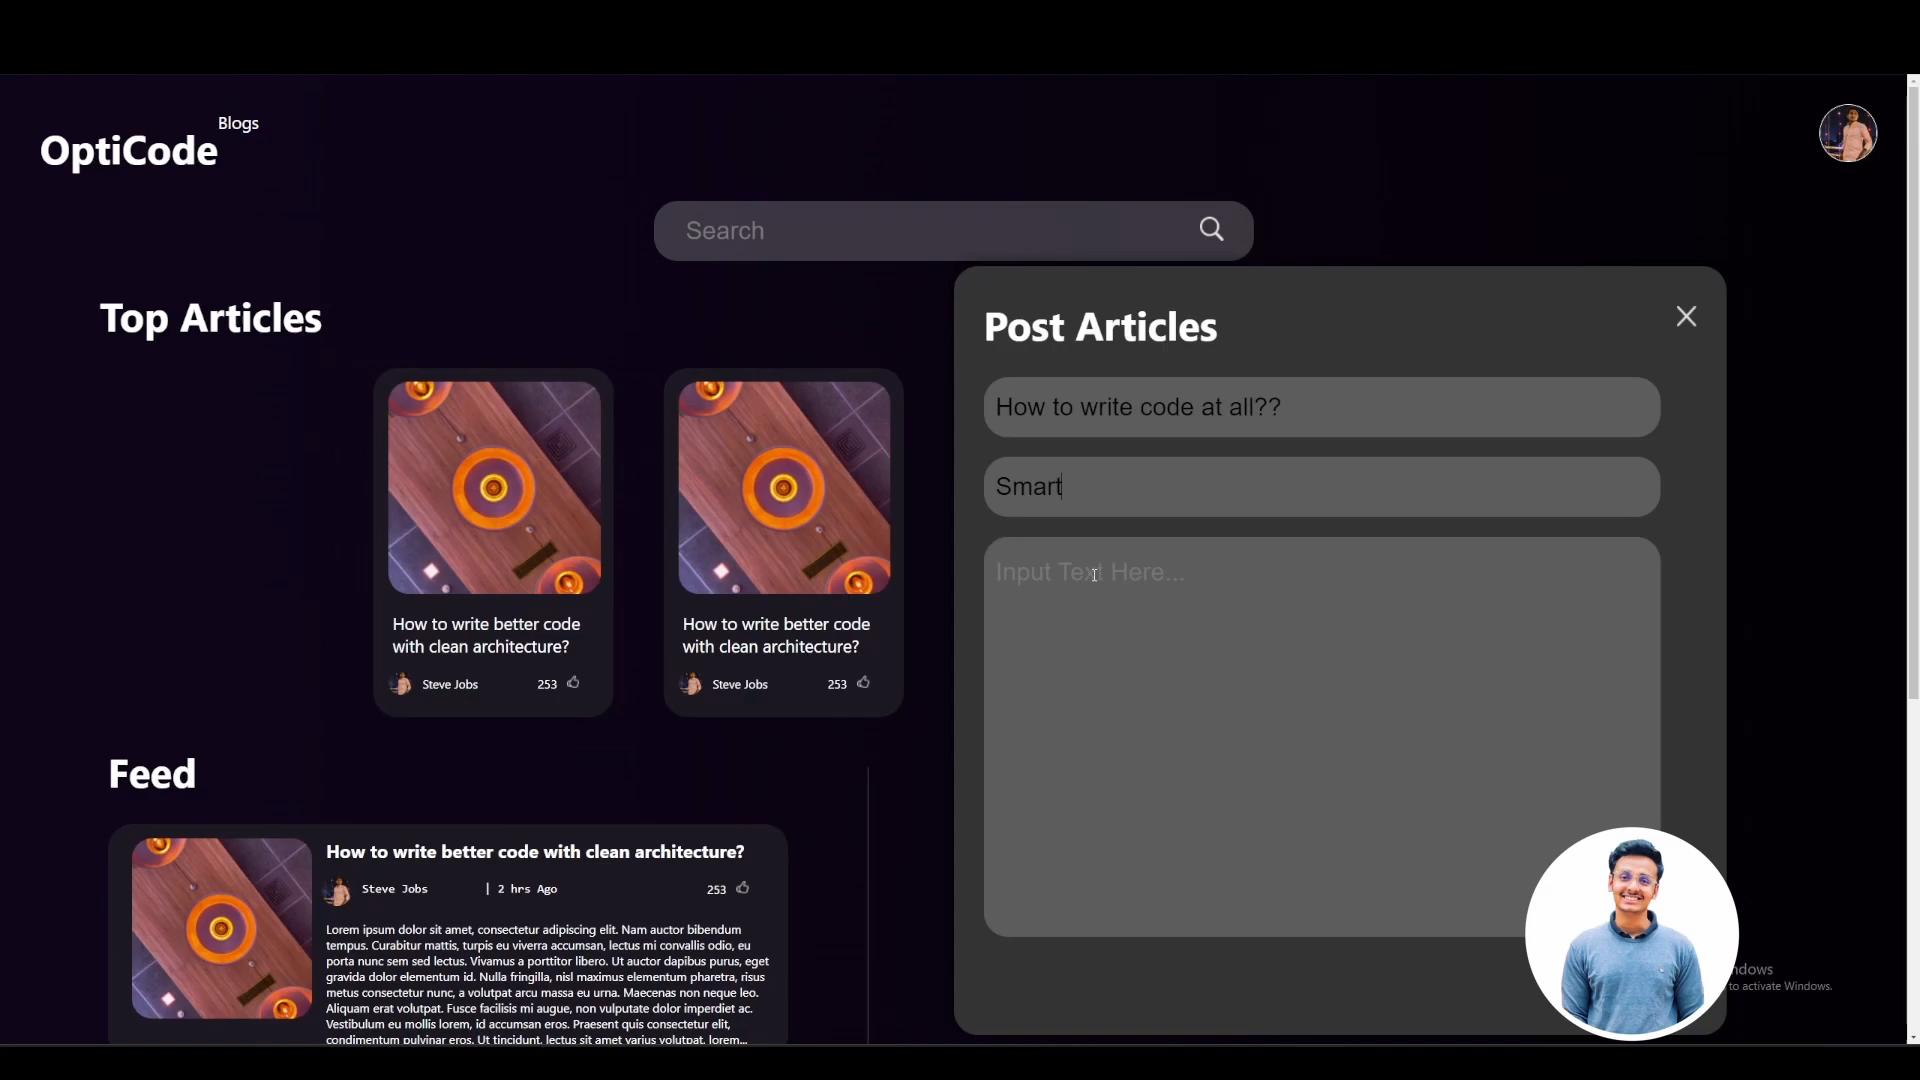 Blogs
OptiCode
Search
Top Articles
How to write better code
with clean architecture?
Steve Jobs 253
How to write better code
with clean architecture?
Steve Jobs 253
Feed
How to write better code with clean architecture?
Steve Jobs | 2 hrs Ago 253
Lorem ipsum dolor sit amet, consectetur adipiscing elit. Nam auctor bibendum
tempus. Curabitur mattis, turpis eu viverra accumsan, lectus mi convallis odio, eu
porta nunc sem sed lectus. Vivamus a porttitor libero. Ut auctor dapibus purus, eget
gravida dolor elementum id. Nulla fringilla, nisl maximus elementum pharetra, risus
metus consectetur nunc, a volutpat arcu massa eu urna. Maecenas non neque leo.
Aliquam erat volutpat. Fusce facilisis mi augue, non vulputate dolor imperdiet ac.
Vestibulum eu mollis lorem, id accumsan eros. Praesent quis consectetur elit,
condimentum pulvinar eros. Ut tincidunt, lectus sit amet varius volutpat, lorem...
Post Articles
How to write code at all??
Smart
Input Text Here...
ndows
to activate Windows.